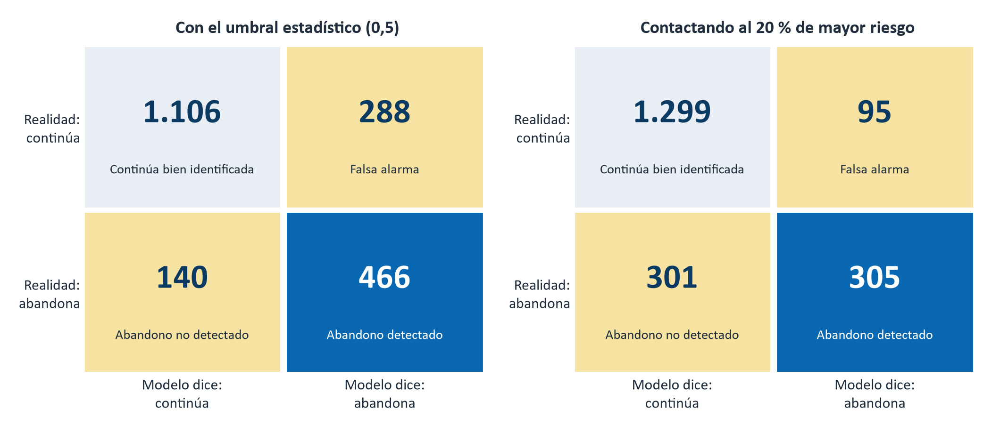 Con el umbral estadístico (0,5)
Realidad:
continúa
1.106
Continúa bien identificada
288
Falsa alarma
Realidad:
abandona
140
Abandono no detectado
466
Abandono detectado
Modelo dice:
continúa
Modelo dice:
abandona
Contactando al 20 % de mayor riesgo
Realidad:
continúa
1.299
Continúa bien identificada
95
Falsa alarma
Realidad:
abandona
301
Abandono no detectado
305
Abandono detectado
Modelo dice:
continúa
Modelo dice:
abandona